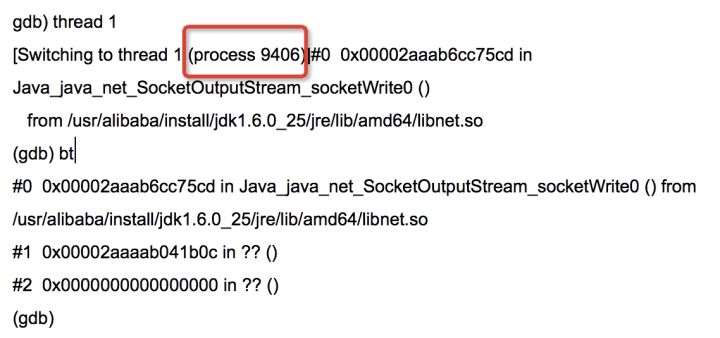 gdb) thread 1
[Switching to thread 1 (process 9406)]#0  0x00002aaab6cc75cd in
Java_java_net_SocketOutputStream_socketWrite0 ()
   from /usr/alibaba/install/jdk1.6.0_25/jre/lib/amd64/libnet.so
(gdb) bt
#0  0x00002aaab6cc75cd in Java_java_net_SocketOutputStream_socketWrite0 () from
/usr/alibaba/install/jdk1.6.0_25/jre/lib/amd64/libnet.so
#1  0x00002aaaab041b0c in ?? ()
#2  0x0000000000000000 in ?? ()
(gdb)